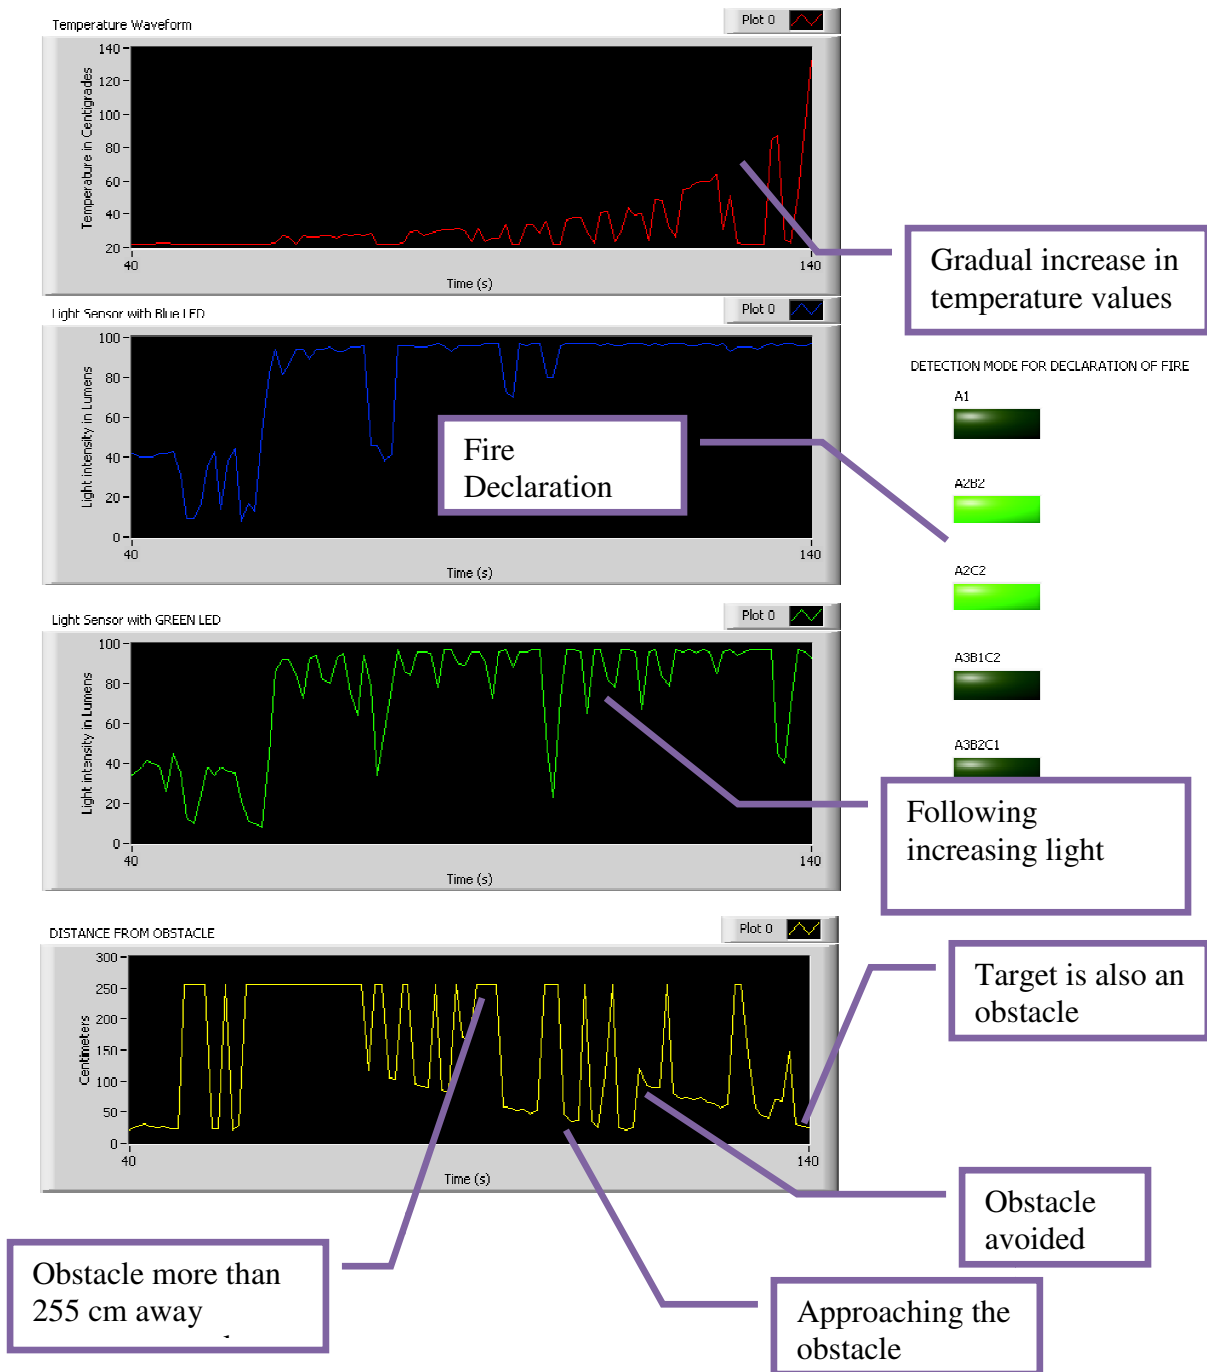 Temperature Waveform
Plot 0
Temperature in Centigrades
140
120
100
80
60
40
20
40
140
Time (s)
Gradual increase in
temperature values
Light Sensor with Blue LED
Plot 0
Light intensity in Lumens
100
80
60
40
20
0
40
140
Time (s)
Fire
Declaration
DETECTION MODE FOR DECLARATION OF FIRE
A1
A2B2
A2C2
A3B1C2
A3B2C1
Light Sensor with GREEN LED
Plot 0
Light intensity in Lumens
100
80
60
40
20
0
40
140
Time (s)
Following
increasing light
DISTANCE FROM OBSTACLE
Plot 0
Centimeters
300
250
200
150
100
50
0
40
140
Time (s)
Target is also an
obstacle
Obstacle
avoided
Obstacle more than
255 cm away
Approaching the
obstacle